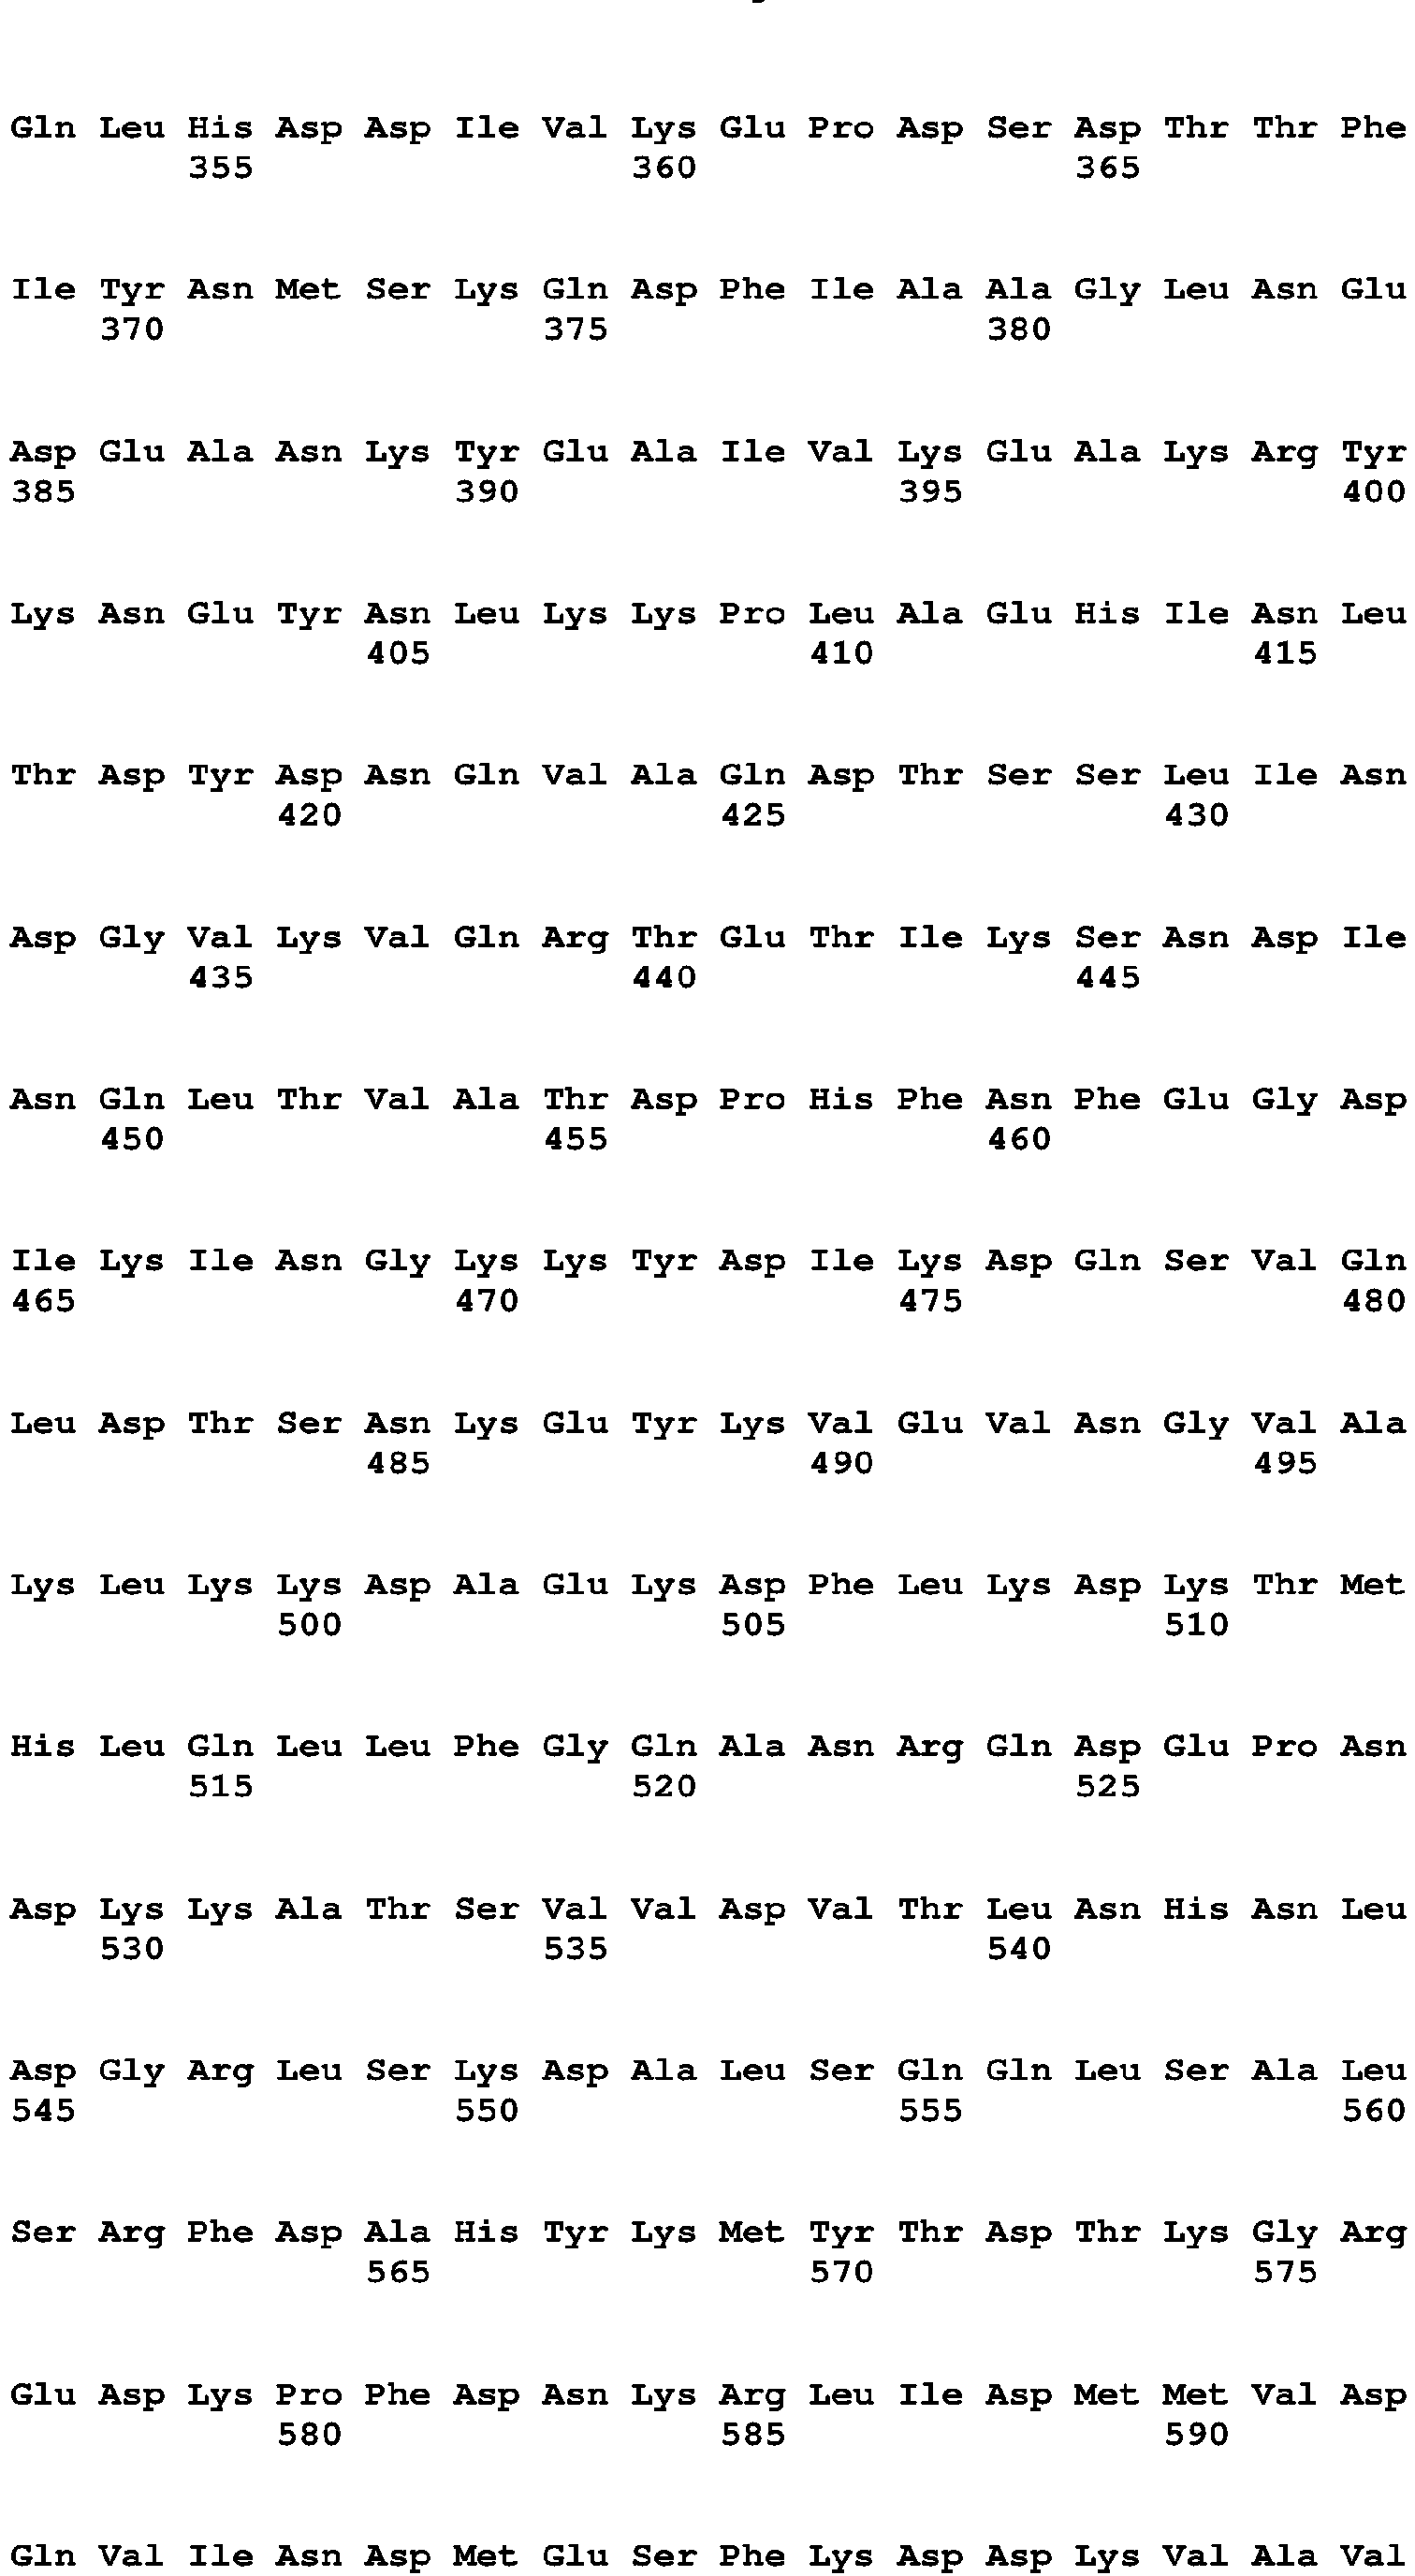 Gln Leu His Asp Asp Ile Val Lys Glu Pro Asp Ser Asp Thr Thr Phe
355 360 365
Ile Tyr Asn Met Ser Lys Gln Asp Phe Ile Ala Ala Gly Leu Asn Glu
370 375 380
Asp Glu Ala Asn Lys Tyr Glu Ala Ile Val Lys Glu Ala Lys Arg Tyr
385 390 395 400
Lys Asn Glu Tyr Asn Leu Lys Lys Pro Leu Ala Glu His Ile Asn Leu
405 410 415
Thr Asp Tyr Asp Asn Gln Val Ala Gln Asp Thr Ser Ser Leu Ile Asn
420 425 430
Asp Gly Val Lys Val Gln Arg Thr Glu Thr Ile Lys Ser Asn Asp Ile
435 440 445
Asn Gln Leu Thr Val Ala Thr Asp Pro His Phe Asn Phe Glu Gly Asp
450 455 460
Ile Lys Ile Asn Gly Lys Lys Tyr Asp Ile Lys Asp Gln Ser Val Gln
465 470 475 480
Leu Asp Thr Ser Asn Lys Glu Tyr Lys Val Glu Val Asn Gly Val Ala
485 490 495
Lys Leu Lys Lys Asp Ala Glu Lys Asp Phe Leu Lys Asp Lys Thr Met
500 505 510
His Leu Gln Leu Leu Phe Gly Gln Ala Asn Arg Gln Asp Glu Pro Asn
515 520 525
Asp Lys Lys Ala Thr Ser Val Val Asp Val Thr Leu Asn His Asn Leu
530 535 540
Asp Gly Arg Leu Ser Lys Asp Ala Leu Ser Gln Gln Leu Ser Ala Leu
545 550 555 560
Ser Arg Phe Asp Ala His Tyr Lys Met Tyr Thr Asp Thr Lys Gly Arg
565 570 575
Glu Asp Lys Pro Phe Asp Asn Lys Arg Leu Ile Asp Met Met Val Asp
580 585 590
Gln Val Ile Asn Asp Met Glu Ser Phe Lys Asp Asp Lys Val Ala Val